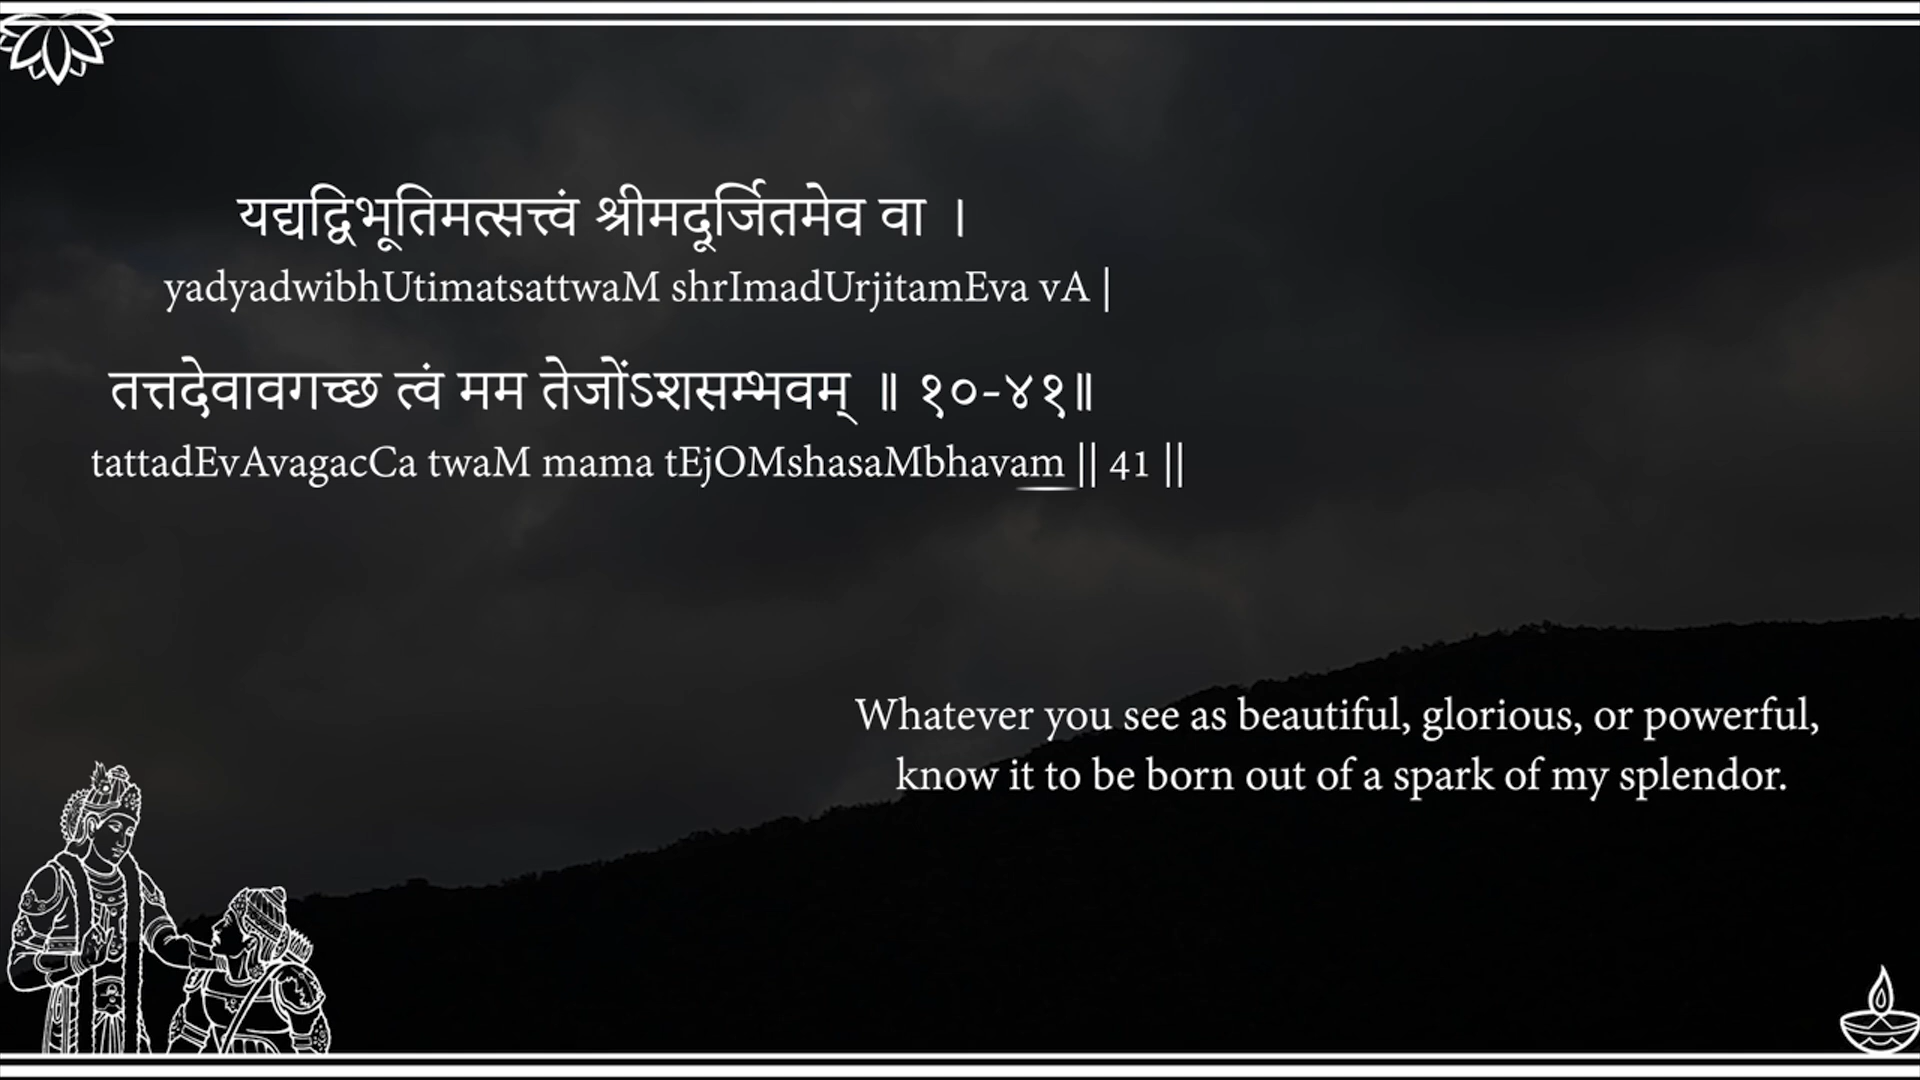 यद्यद्विभूतिमत्सत्त्वं श्रीमदूर्जितमेव वा ।
yadyadwibhUtimatsattwaM shrImadUrjitamEva vA |
तत्तदेवावगच्छ त्वं मम तेजोंऽशसम्भवम् ॥ १०-४१॥
tattadEvAvagacCa twaM mama tEjOMshasaMbhavam || 41 ||
Whatever you see as beautiful, glorious, or powerful,
know it to be born out of a spark of my splendor.